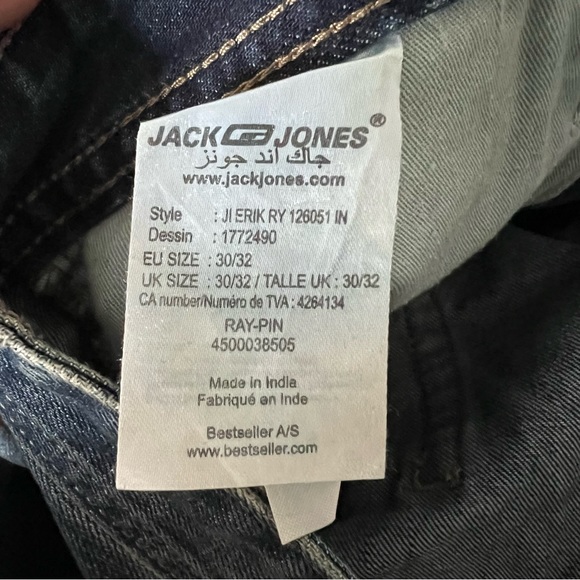 JACK JONES®
جاك اند جونز
www.jackjones.com
Style : JI ERIK RY 126051 IN
Dessin : 1772490
EU SIZE : 30/32
UK SIZE : 30/32 / TALLE UK : 30/32
CA number/Numéro de TVA : 4264134
RAY-PIN
4500038505
Made in India
Fabriqué en Inde
Bestseller A/S
www.bestseller.com